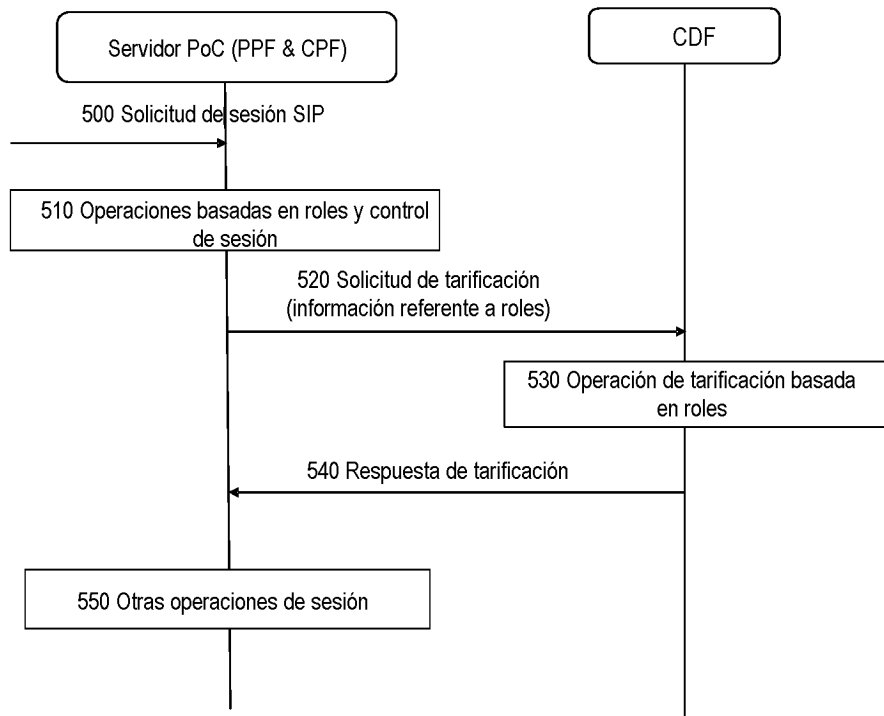 Servidor PoC (PPF & CPF)
CDF
500 Solicitud de sesión SIP
510 Operaciones basadas en roles y control
de sesión
520 Solicitud de tarificación
(información referente a roles)
530 Operación de tarificación basada
en roles
540 Respuesta de tarificación
550 Otras operaciones de sesión